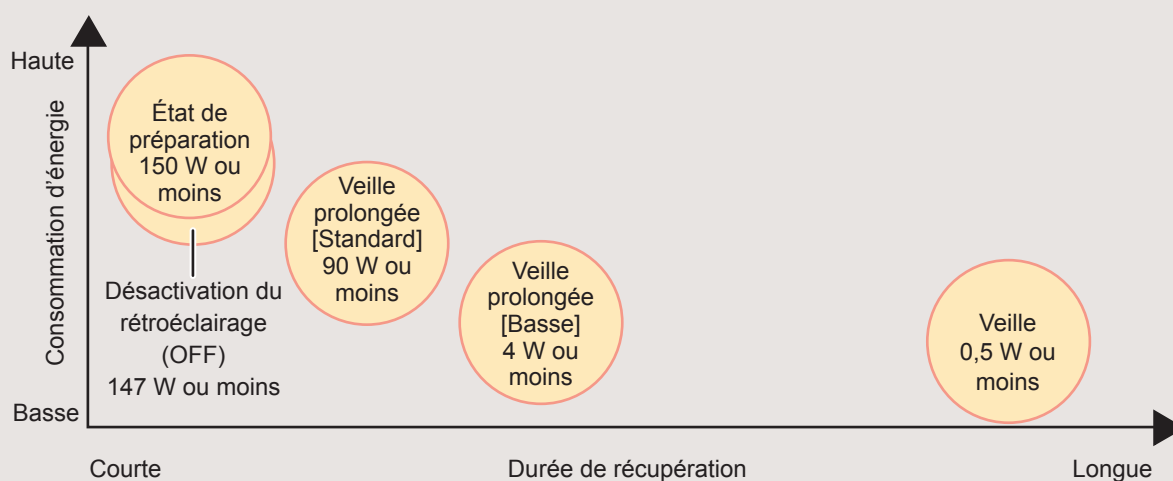 Haute
Consommation d'énergie
Basse
État de
préparation
150 W ou
moins
Désactivation du
rétroéclairage
(OFF)
147 W ou moins
Veille
prolongée
[Standard]
90 W ou
moins
Veille
prolongée
[Basse]
4 W ou
moins
Veille
0,5 W ou
moins
Courte
Durée de récupération
Longue